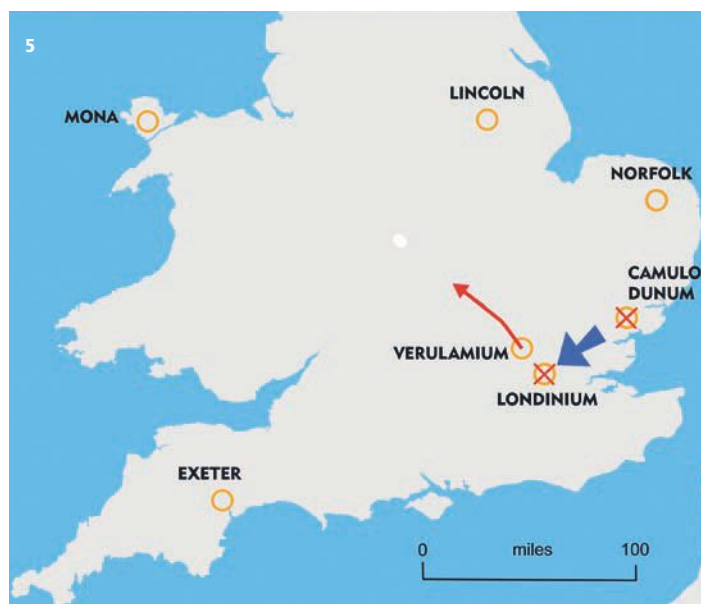 5
MONA
LINCOLN
NORFOLK
CAMULO
DUNUM
VERULAMIUM
LONDINIUM
EXETER
0 miles 100